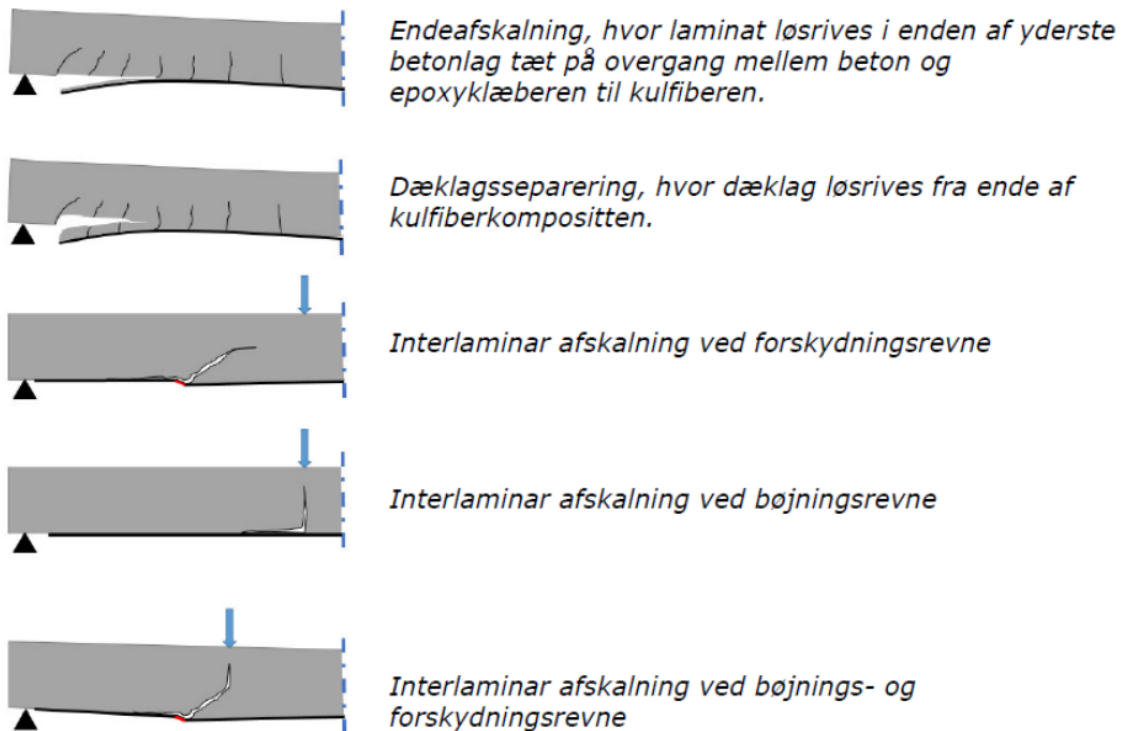 Endeafskalning, hvor laminat løsrives i enden af yderste
betonlag tæt på overgang mellem beton og
epoxyklæberen til kulfiberen.
Dæklagsseparering, hvor dæklag løsrives fra ende af
kulfiberkompositten.
Interlaminar afskalning ved forskydningsrevne
Interlaminar afskalning ved bøjningsrevne
Interlaminar afskalning ved bøjnings- og
forskydningsrevne